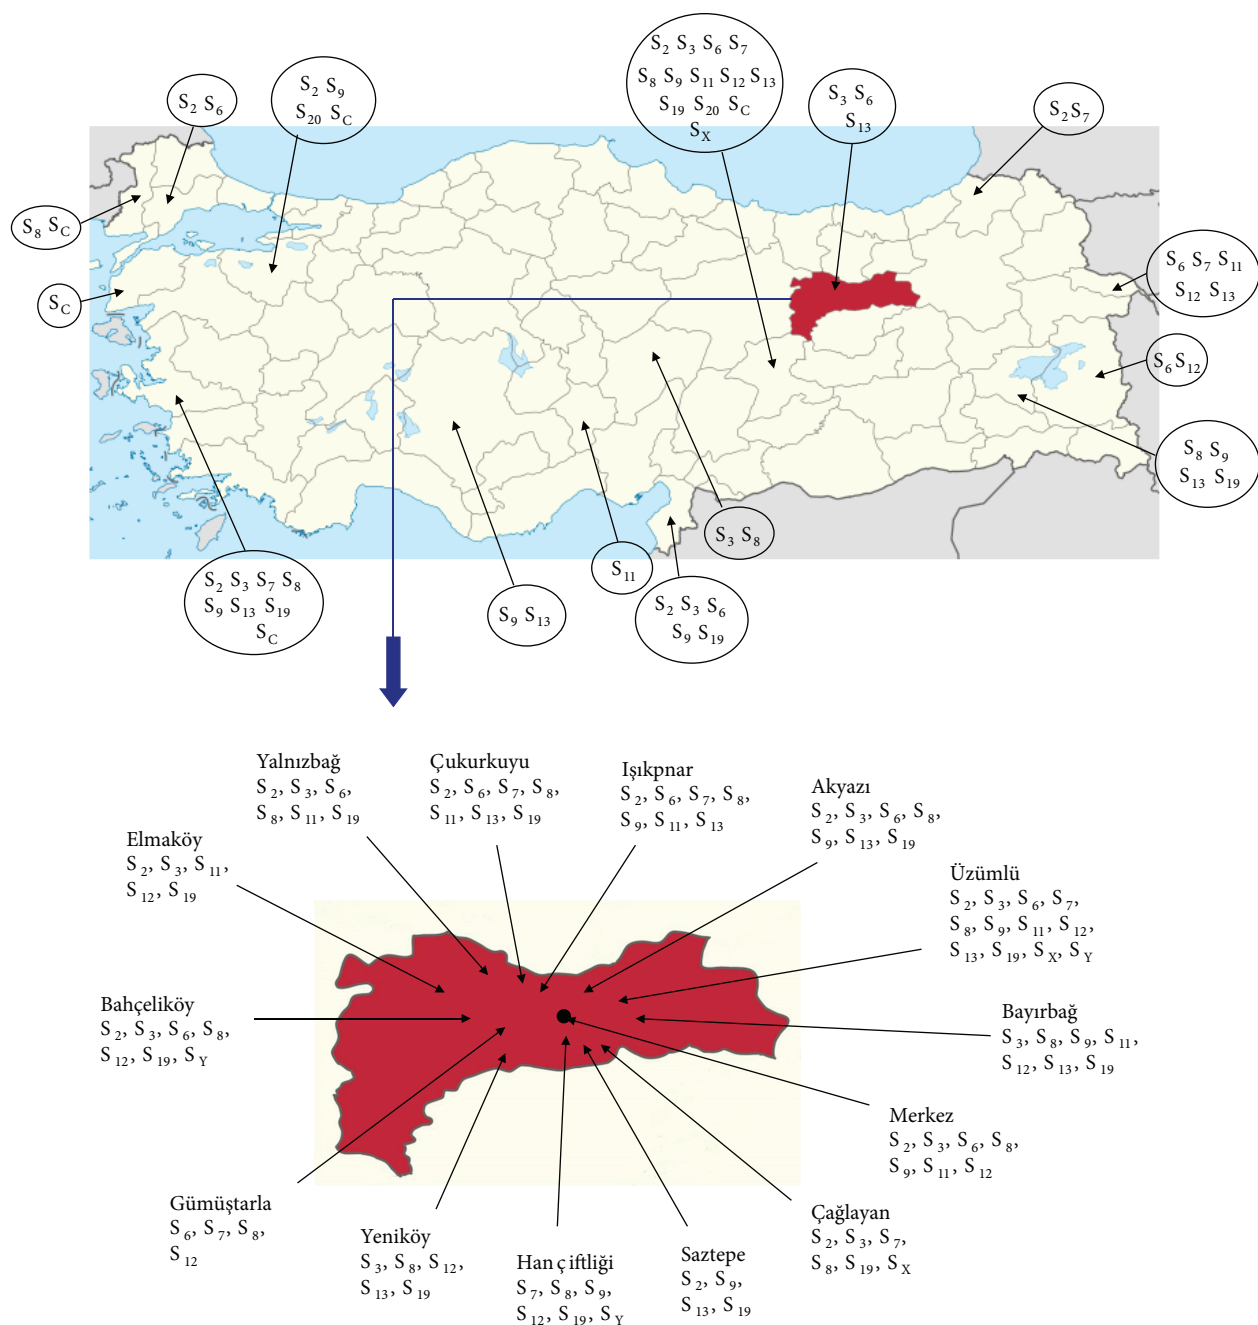 S2 S6
S2 S9
S20 SC
S2 S3 S6 S7
S8 S9 S11 S12 S13
S19 S20 SC
SX
S3 S6
S13
S2 S7
S8 SC
SC
S6 S7 S11
S12 S13
S6 S12
S8 S9
S13 S19
S3 S8
S11
S2 S3 S7 S8
S9 S13 S19
SC
S9 S13
S2 S3 S6
S9 S19
Yalnızbağ
S2, S3, S6,
S8, S11, S19
Çukurkuyu
S2, S6, S7, S8,
S11, S13, S19
Işıkpnar
S2, S6, S7, S8,
S9, S11, S13
Akyazı
S2, S3, S6, S8,
S9, S13, S19
Elmaköy
S2, S3, S11,
S12, S19
Üzümlü
S2, S3, S6, S7,
S8, S9, S11, S12,
S13, S19, SX, SY
Bahçeliköy
S2, S3, S6, S8,
S12, S19, SY
Bayırbağ
S3, S8, S9, S11,
S12, S13, S19
Merkez
S2, S3, S6, S8,
S9, S11, S12
Gümüştarla
S6, S7, S8,
S12
Yeniköy
S3, S8, S12,
S13, S19
Han ç iftliği
S7, S8, S9,
S12, S19, SY
Saztepe
S2, S9,
S13, S19
Çağlayan
S2, S3, S7,
S8, S19, SX